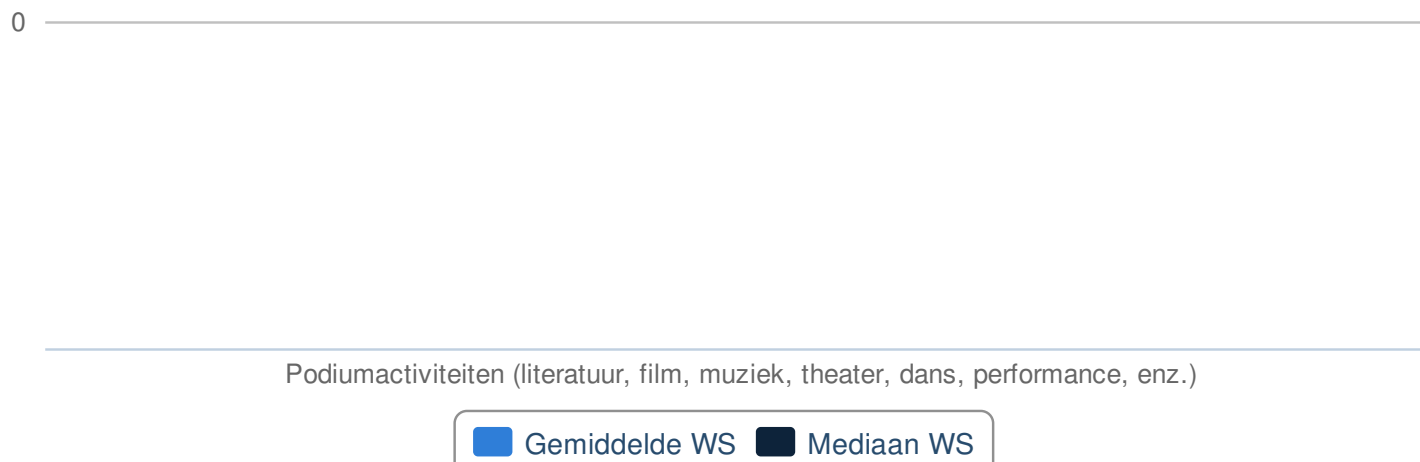 0
Podiumactiviteiten (literatuur, film, muziek, theater, dans, performance, enz.)
Gemiddelde WS Mediaan WS